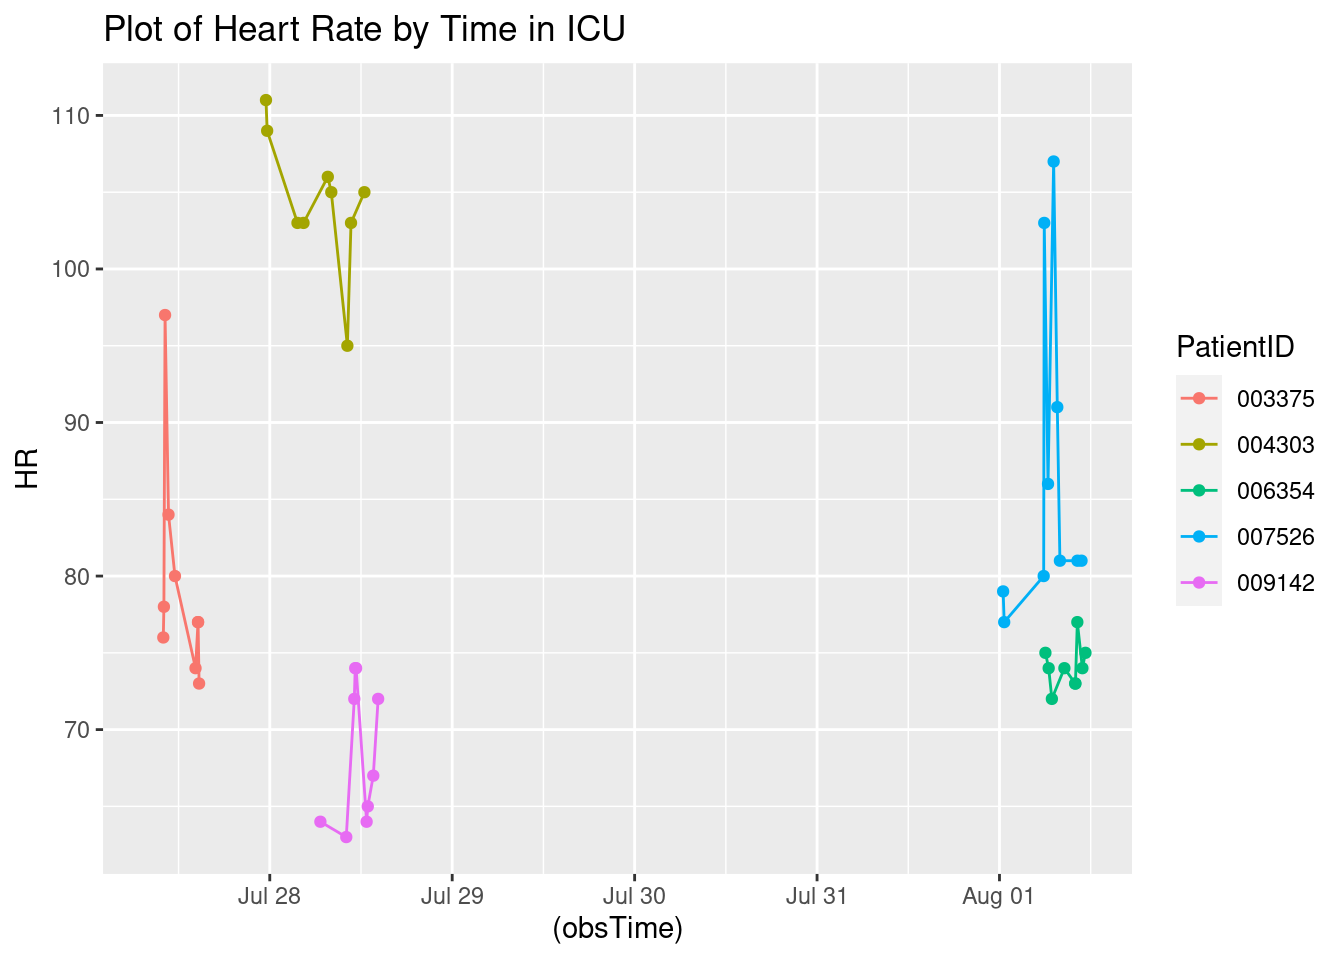 Plot of Heart Rate by Time in ICU
110
100
90
80
70
HR
Jul 28
Jul 29
Jul 30
Jul 31
Aug 01
(obsTime)
PatientID
003375
004303
006354
007526
009142